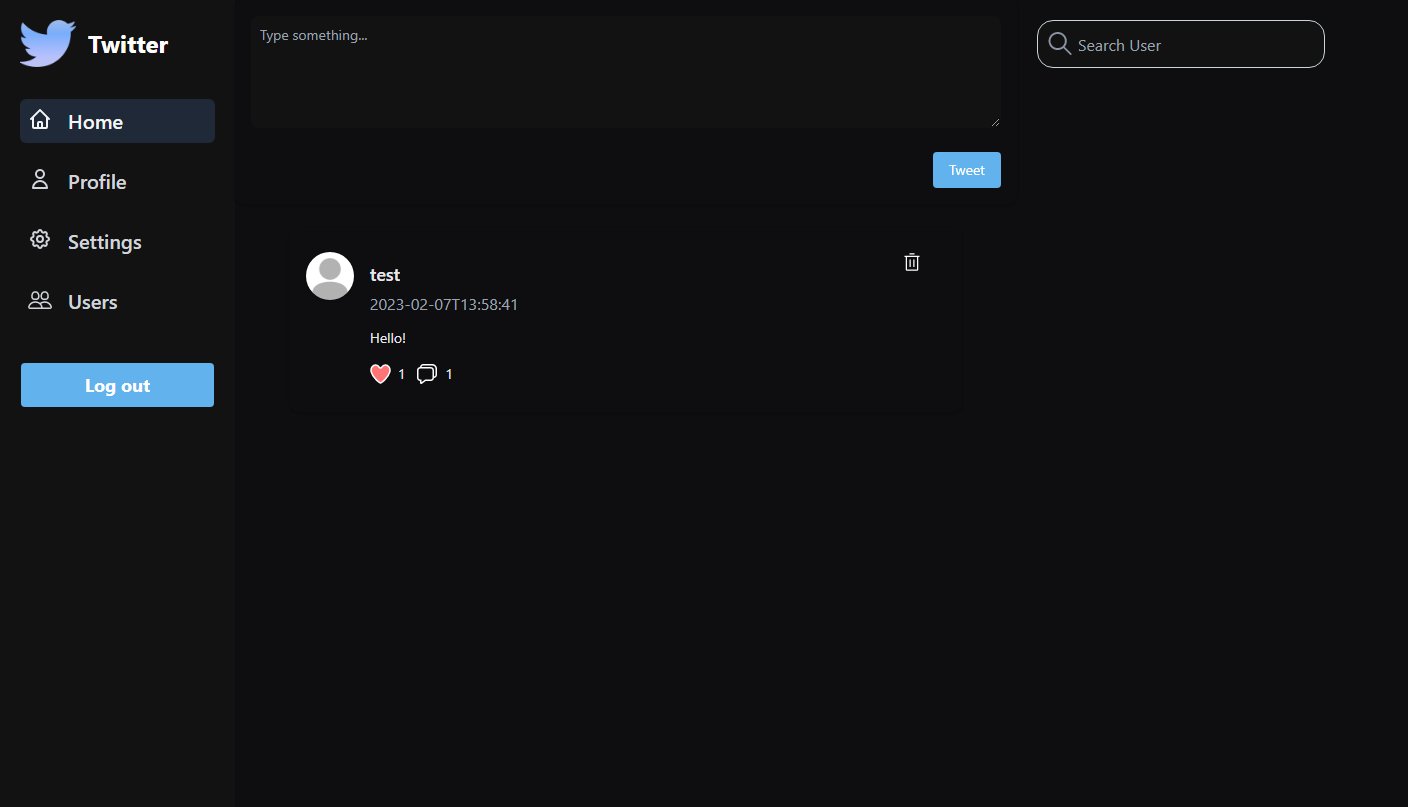 Twitter
Home
Profile
Settings
Users
Log out
Type something...
Tweet
test
2023-02-07T13:58:41
Hello!
1 1
Search User